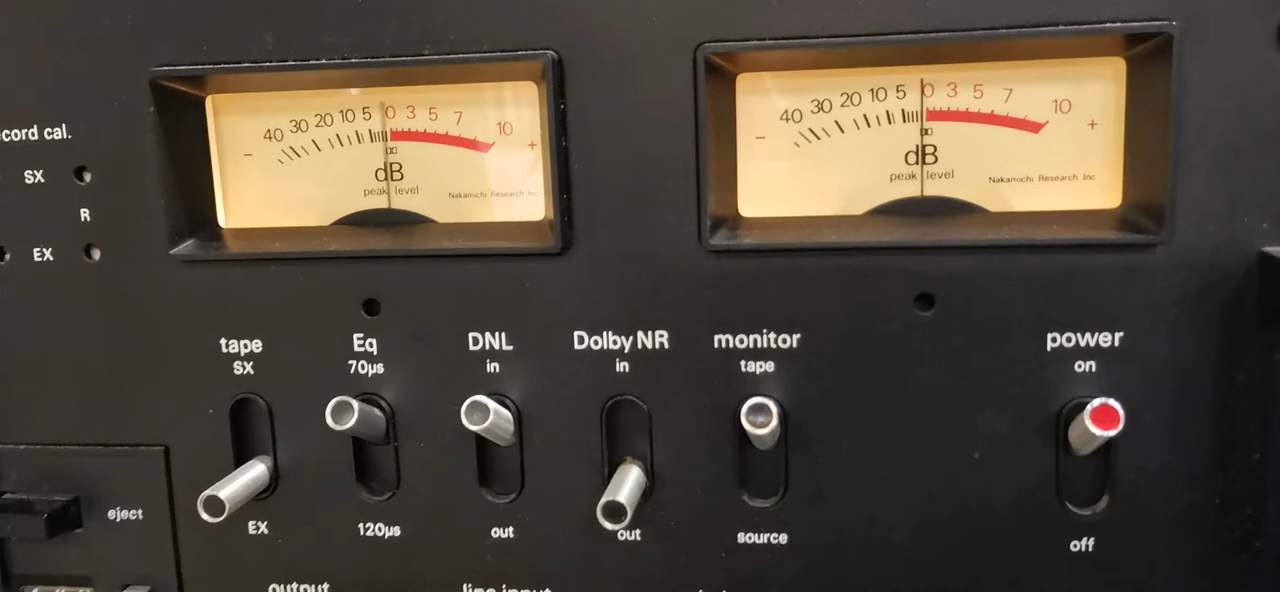 40 30 20 10 5 0 3 5 7 10
- +
dB
peak level
Nakamichi Research Inc
40 30 20 10 5 0 3 5 7 10
- +
dB
peak level
Nakamichi Research Inc
cal.
SX
R
EX
tape
SX
EX
Eq
70µs
120µs
DNL
in
out
Dolby NR
in
out
monitor
tape
source
power
on
off
eject
output
line input